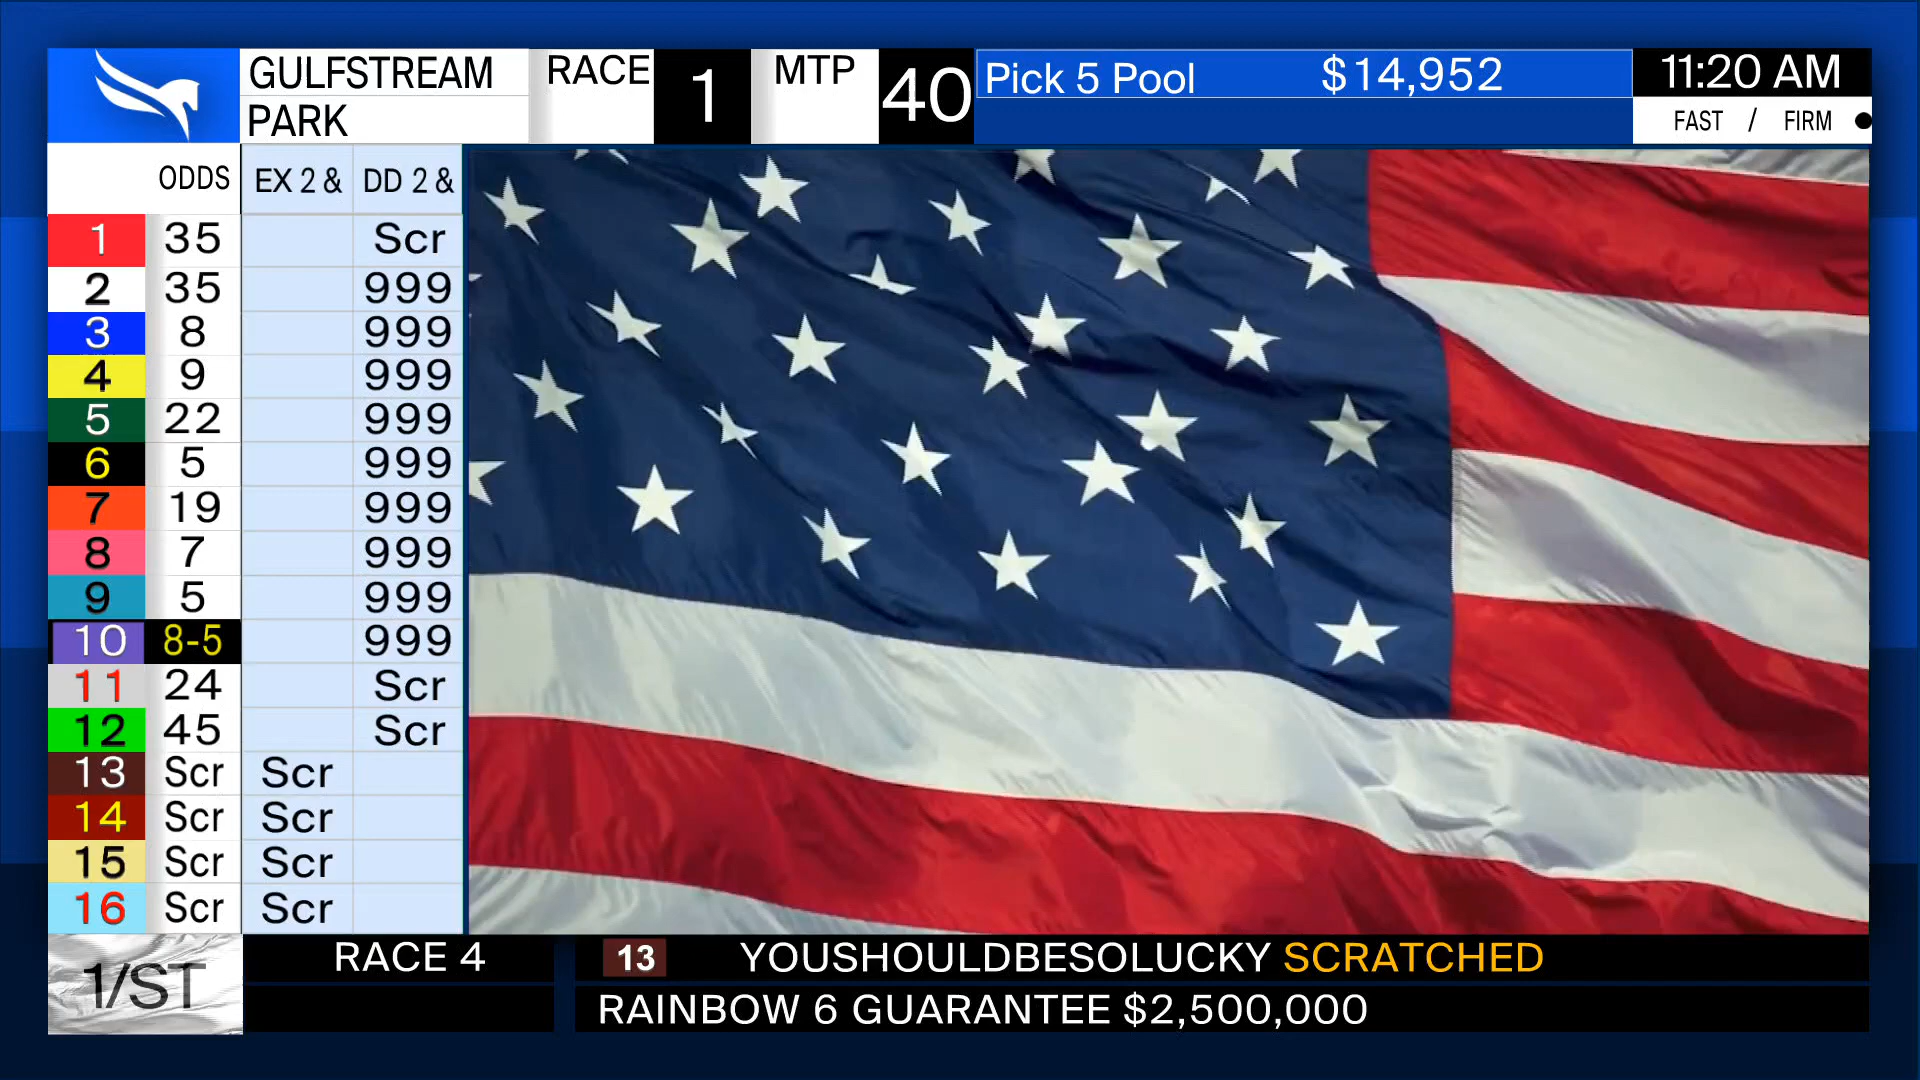 GULFSTREAM PARK RACE 1 MTP 40 Pick 5 Pool $14,952 11:20 AM
FAST / FIRM
ODDS EX 2 & DD 2 &
1 35 Scr
2 35 999
3 8 999
4 9 999
5 22 999
6 5 999
7 19 999
8 7 999
9 5 999
10 8-5 999
11 24 Scr
12 45 Scr
13 Scr Scr
14 Scr Scr
15 Scr Scr
16 Scr Scr
1/ST RACE 4 13 YOUSHOULDBESOLUCKY SCRATCHED
RAINBOW 6 GUARANTEE $2,500,000